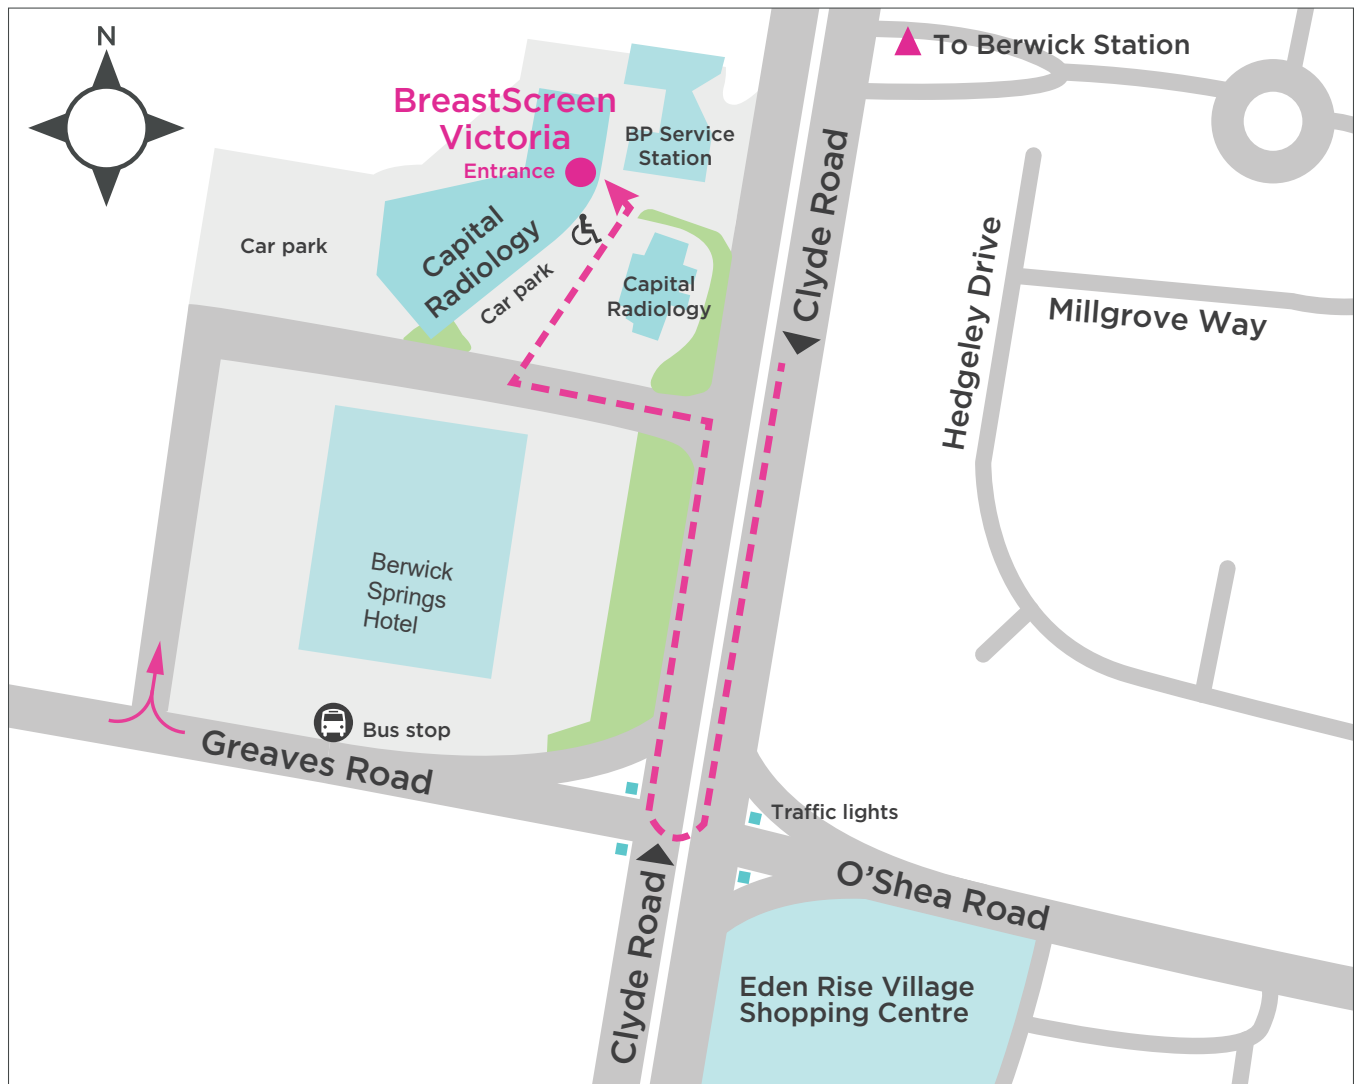 N
To Berwick Station
BreastScreen
Victoria
Entrance
BP Service
Station
Clyde Road
Car park
Capital
Radiology
Car park
Capital
Radiology
Hedgeley Drive
Millgrove Way
Berwick
Springs
Hotel
Bus stop
Greaves Road
Traffic lights
O’Shea Road
Clyde Road
Eden Rise Village
Shopping Centre